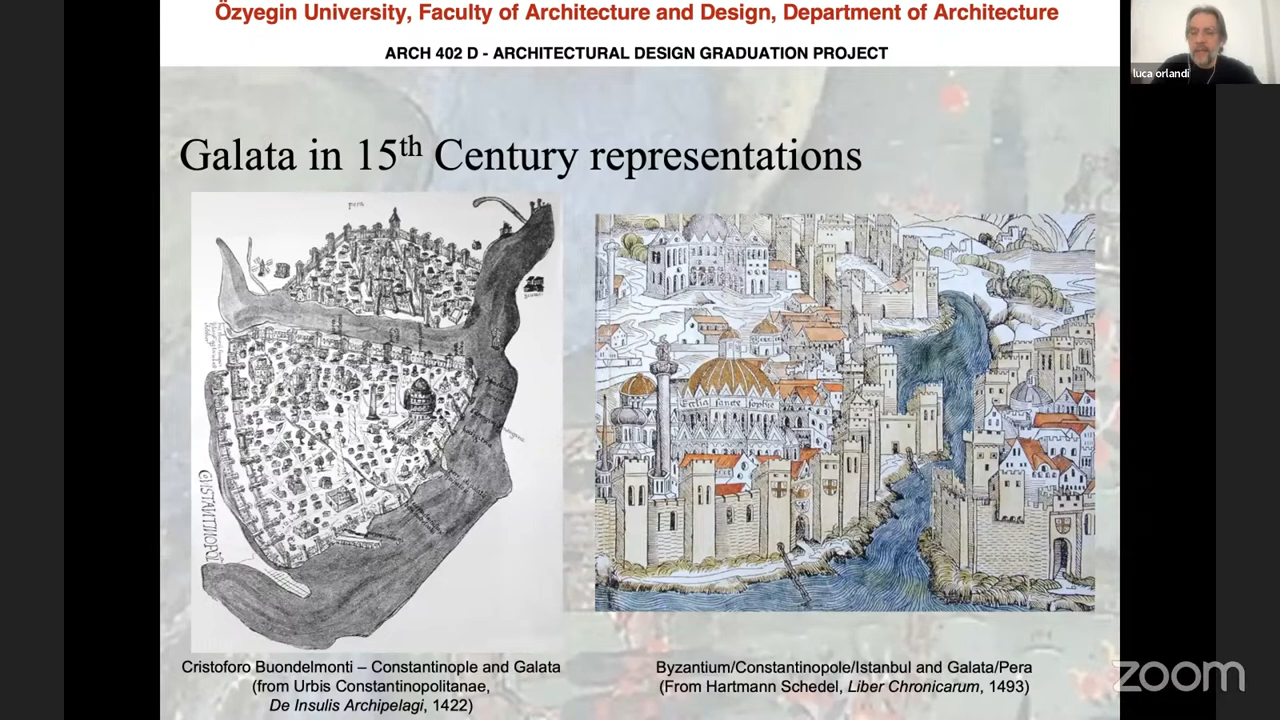 Özyegin University, Faculty of Architecture and Design, Department of Architecture
ARCH 402 D - ARCHITECTURAL DESIGN GRADUATION PROJECT
luca orlandi
Galata in 15th Century representations
pera
Cristoforo Buondelmonti – Constantinople and Galata
(from Urbis Constantinopolitanae,
De Insulis Archipelagi, 1422)
Byzantium/Constantinopole/Istanbul and Galata/Pera
(From Hartmann Schedel, Liber Chronicarum, 1493)
zoom